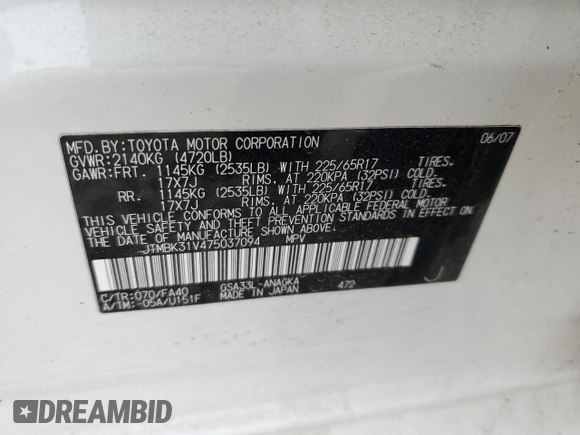 MFD. BY: TOYOTA MOTOR CORPORATION 06/07
GVWR: 2140KG (4720LB)
GAWR: FRT. 1145KG (2535LB) WITH 225/65R17 TIRES.
17X7J RIMS, AT 220KPA (32PSI) COLD.
RR. 1145KG (2535LB) WITH 225/65R17 TIRES.
17X7J RIMS, AT 220KPA (32PSI) COLD.
THIS VEHICLE CONFORMS TO ALL APPLICABLE FEDERAL MOTOR
VEHICLE SAFETY AND THEFT PREVENTION STANDARDS IN EFFECT ON
THE DATE OF MANUFACTURE SHOWN ABOVE.
JTMBK31V475037094 MPV
J
C/TR: 070/FA40 GSA33L-ANAGKA 472
A/TM: -05A/U151F MADE IN JAPAN
DREAMBID